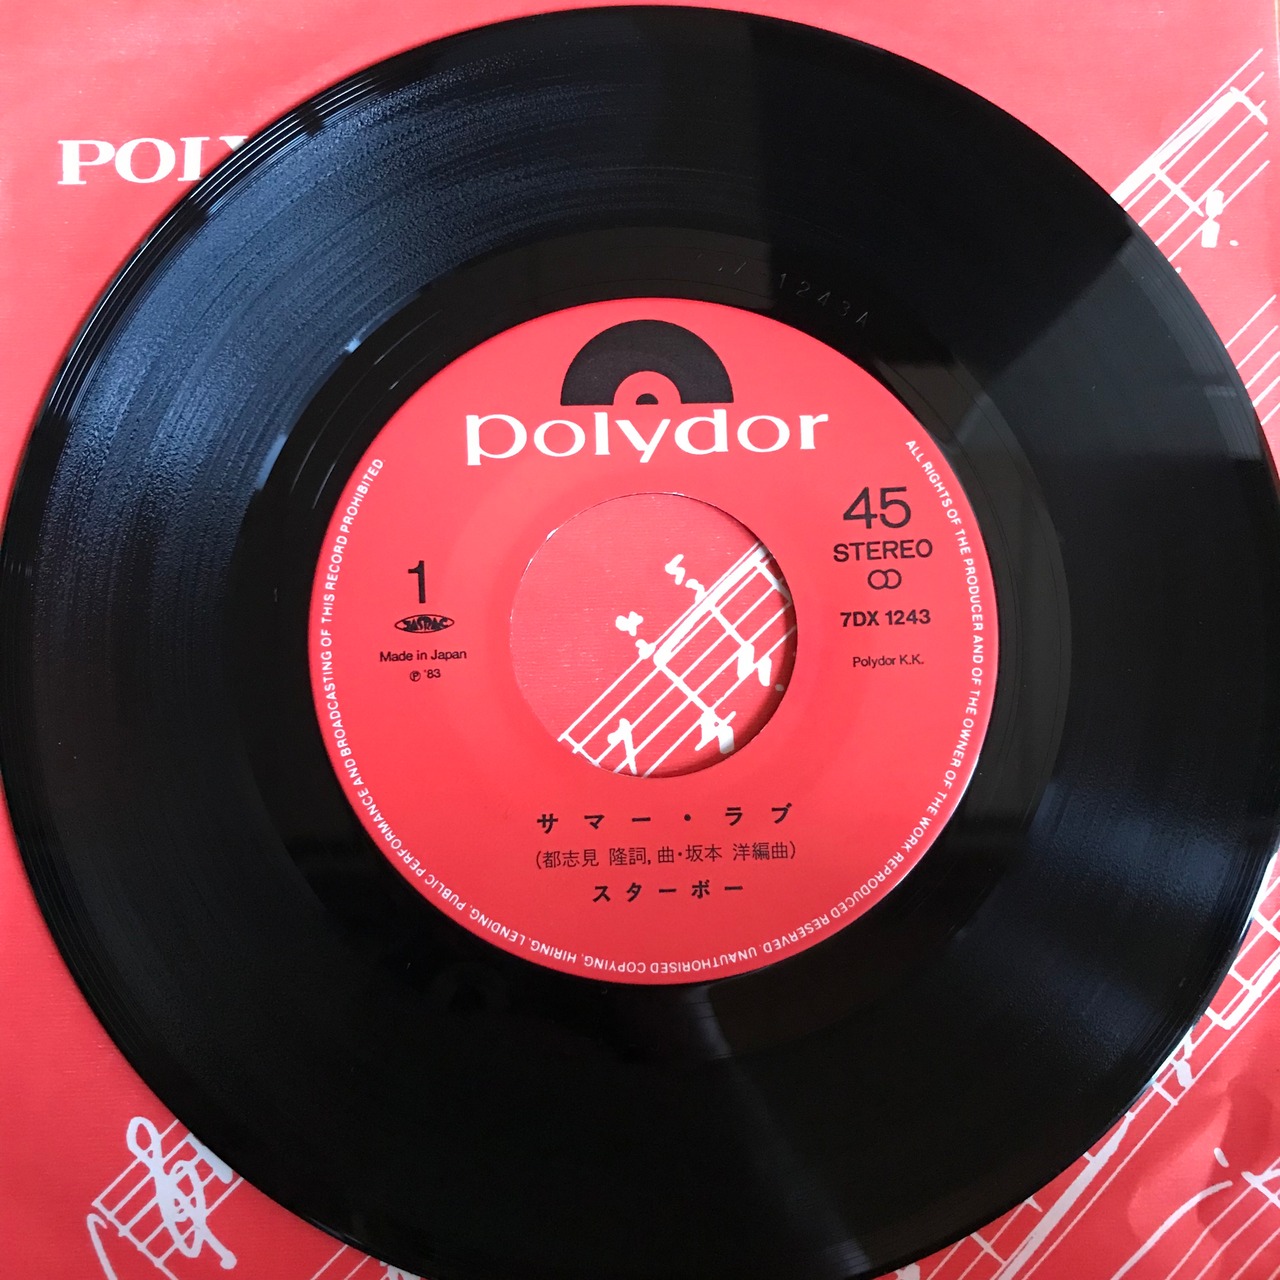 POLY
1243A
polydor
45
STEREO
7DX 1243
Polydor K.K.
1
JASRAC
Made in Japan
℗ '83
サマー・ラブ
(都志見 隆詞, 曲・坂本 洋編曲)
スターボー
ALL RIGHTS OF THE PRODUCER AND OF THE OWNER OF THE WORK REPRODUCED RESERVED. UNAUTHORISED COPYING, HIRING, LENDING, PUBLIC PERFORMANCE AND BROADCASTING OF THIS RECORD PROHIBITED